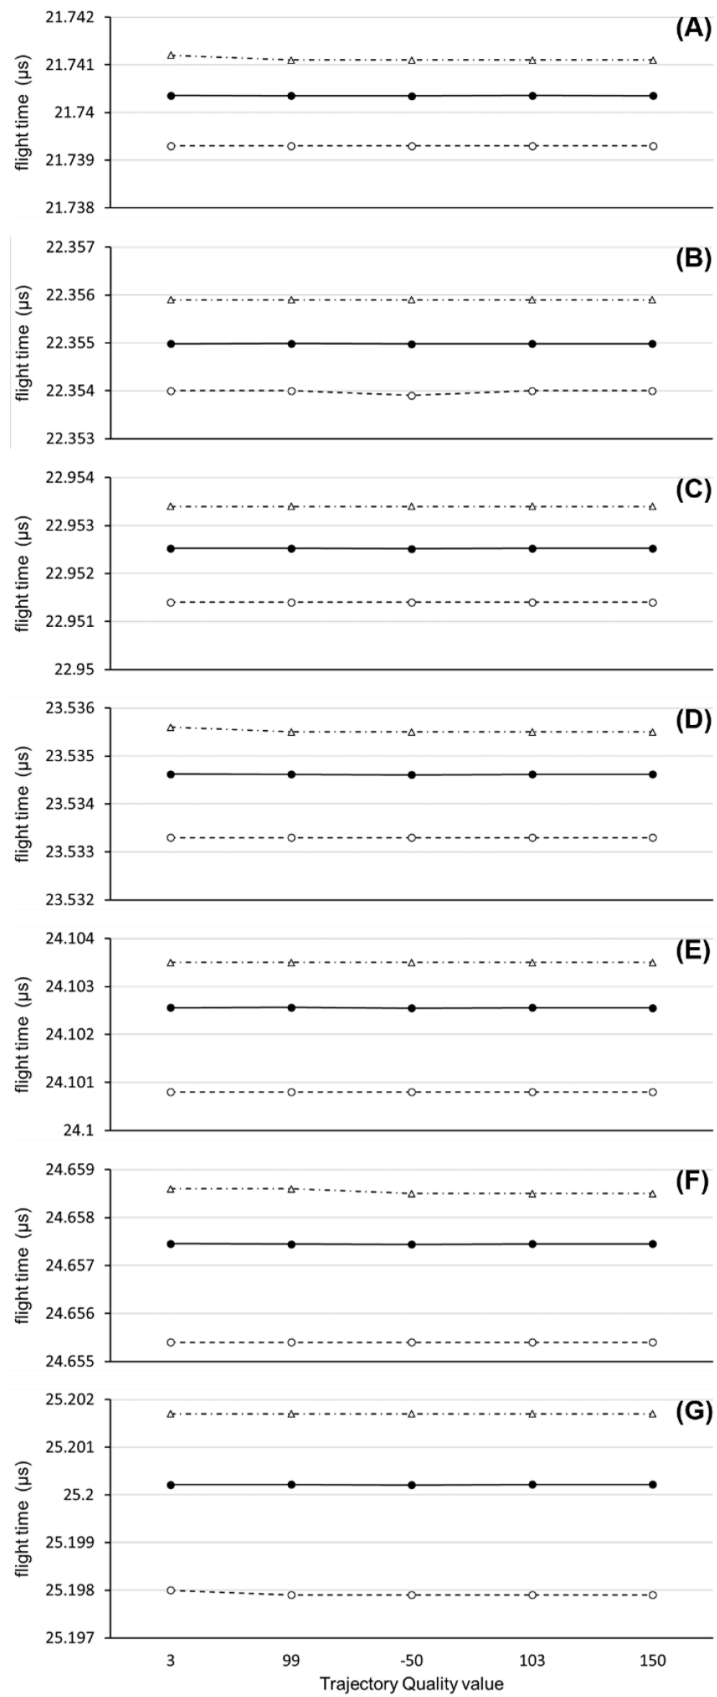 21.742
21.741
21.74
21.739
21.738
flight time (µs)
(A)
22.357
22.356
22.355
22.354
22.353
flight time (µs)
(B)
22.954
22.953
22.952
22.951
22.95
flight time (µs)
(C)
23.536
23.535
23.534
23.533
23.532
flight time (µs)
(D)
24.104
24.103
24.102
24.101
24.1
flight time (µs)
(E)
24.659
24.658
24.657
24.656
24.655
flight time (µs)
(F)
25.202
25.201
25.2
25.199
25.198
25.197
flight time (µs)
(G)
3 99 -50 103 150
Trajectory Quality value